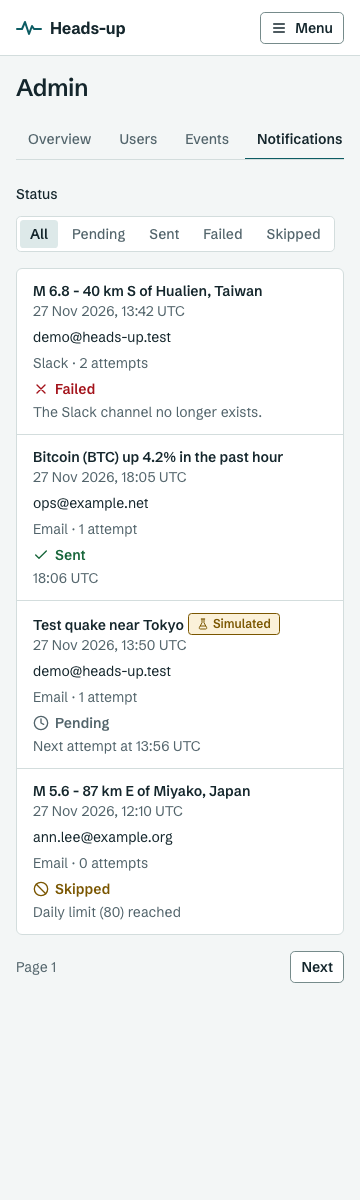 Heads-up
Menu
Admin
Overview Users Events Notifications
Status
All Pending Sent Failed Skipped
M 6.8 - 40 km S of Hualien, Taiwan
27 Nov 2026, 13:42 UTC
demo@heads-up.test
Slack · 2 attempts
Failed
The Slack channel no longer exists.
Bitcoin (BTC) up 4.2% in the past hour
27 Nov 2026, 18:05 UTC
ops@example.net
Email · 1 attempt
Sent
18:06 UTC
Test quake near Tokyo Simulated
27 Nov 2026, 13:50 UTC
demo@heads-up.test
Email · 1 attempt
Pending
Next attempt at 13:56 UTC
M 5.6 - 87 km E of Miyako, Japan
27 Nov 2026, 12:10 UTC
ann.lee@example.org
Email · 0 attempts
Skipped
Daily limit (80) reached
Page 1
Next